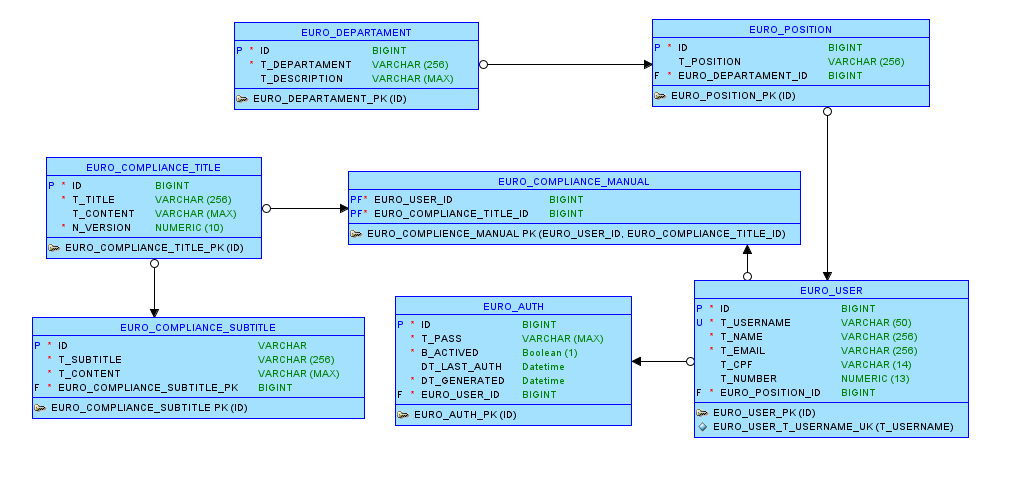 EURO_DEPARTAMENT
P * ID BIGINT
* T_DEPARTAMENT VARCHAR (256)
T_DESCRIPTION VARCHAR (MAX)
EURO_DEPARTAMENT_PK (ID)
EURO_POSITION
P * ID BIGINT
T_POSITION VARCHAR (256)
F * EURO_DEPARTAMENT_ID BIGINT
EURO_POSITION_PK (ID)
EURO_COMPLIANCE_TITLE
P * ID BIGINT
* T_TITLE VARCHAR (256)
T_CONTENT VARCHAR (MAX)
* N_VERSION NUMERIC (10)
EURO_COMPLIANCE_TITLE_PK (ID)
EURO_COMPLIANCE_MANUAL
PF* EURO_USER_ID BIGINT
PF* EURO_COMPLIANCE_TITLE_ID BIGINT
EURO_COMPLIENCE_MANUAL PK (EURO_USER_ID, EURO_COMPLIANCE_TITLE_ID)
EURO_COMPLIANCE_SUBTITLE
P * ID VARCHAR
* T_SUBTITLE VARCHAR (256)
* T_CONTENT VARCHAR (MAX)
F * EURO_COMPLIANCE_SUBTITLE_PK BIGINT
EURO_COMPLIANCE_SUBTITLE PK (ID)
EURO_AUTH
P * ID BIGINT
* T_PASS VARCHAR (MAX)
* B_ACTIVED Boolean (1)
DT_LAST_AUTH Datetime
* DT_GENERATED Datetime
F * EURO_USER_ID BIGINT
EURO_AUTH_PK (ID)
EURO_USER
P * ID BIGINT
U * T_USERNAME VARCHAR (50)
* T_NAME VARCHAR (256)
* T_EMAIL VARCHAR (256)
T_CPF VARCHAR (14)
T_NUMBER NUMERIC (13)
F * EURO_POSITION_ID BIGINT
EURO_USER_PK (ID)
EURO_USER_T_USERNAME_UK (T_USERNAME)